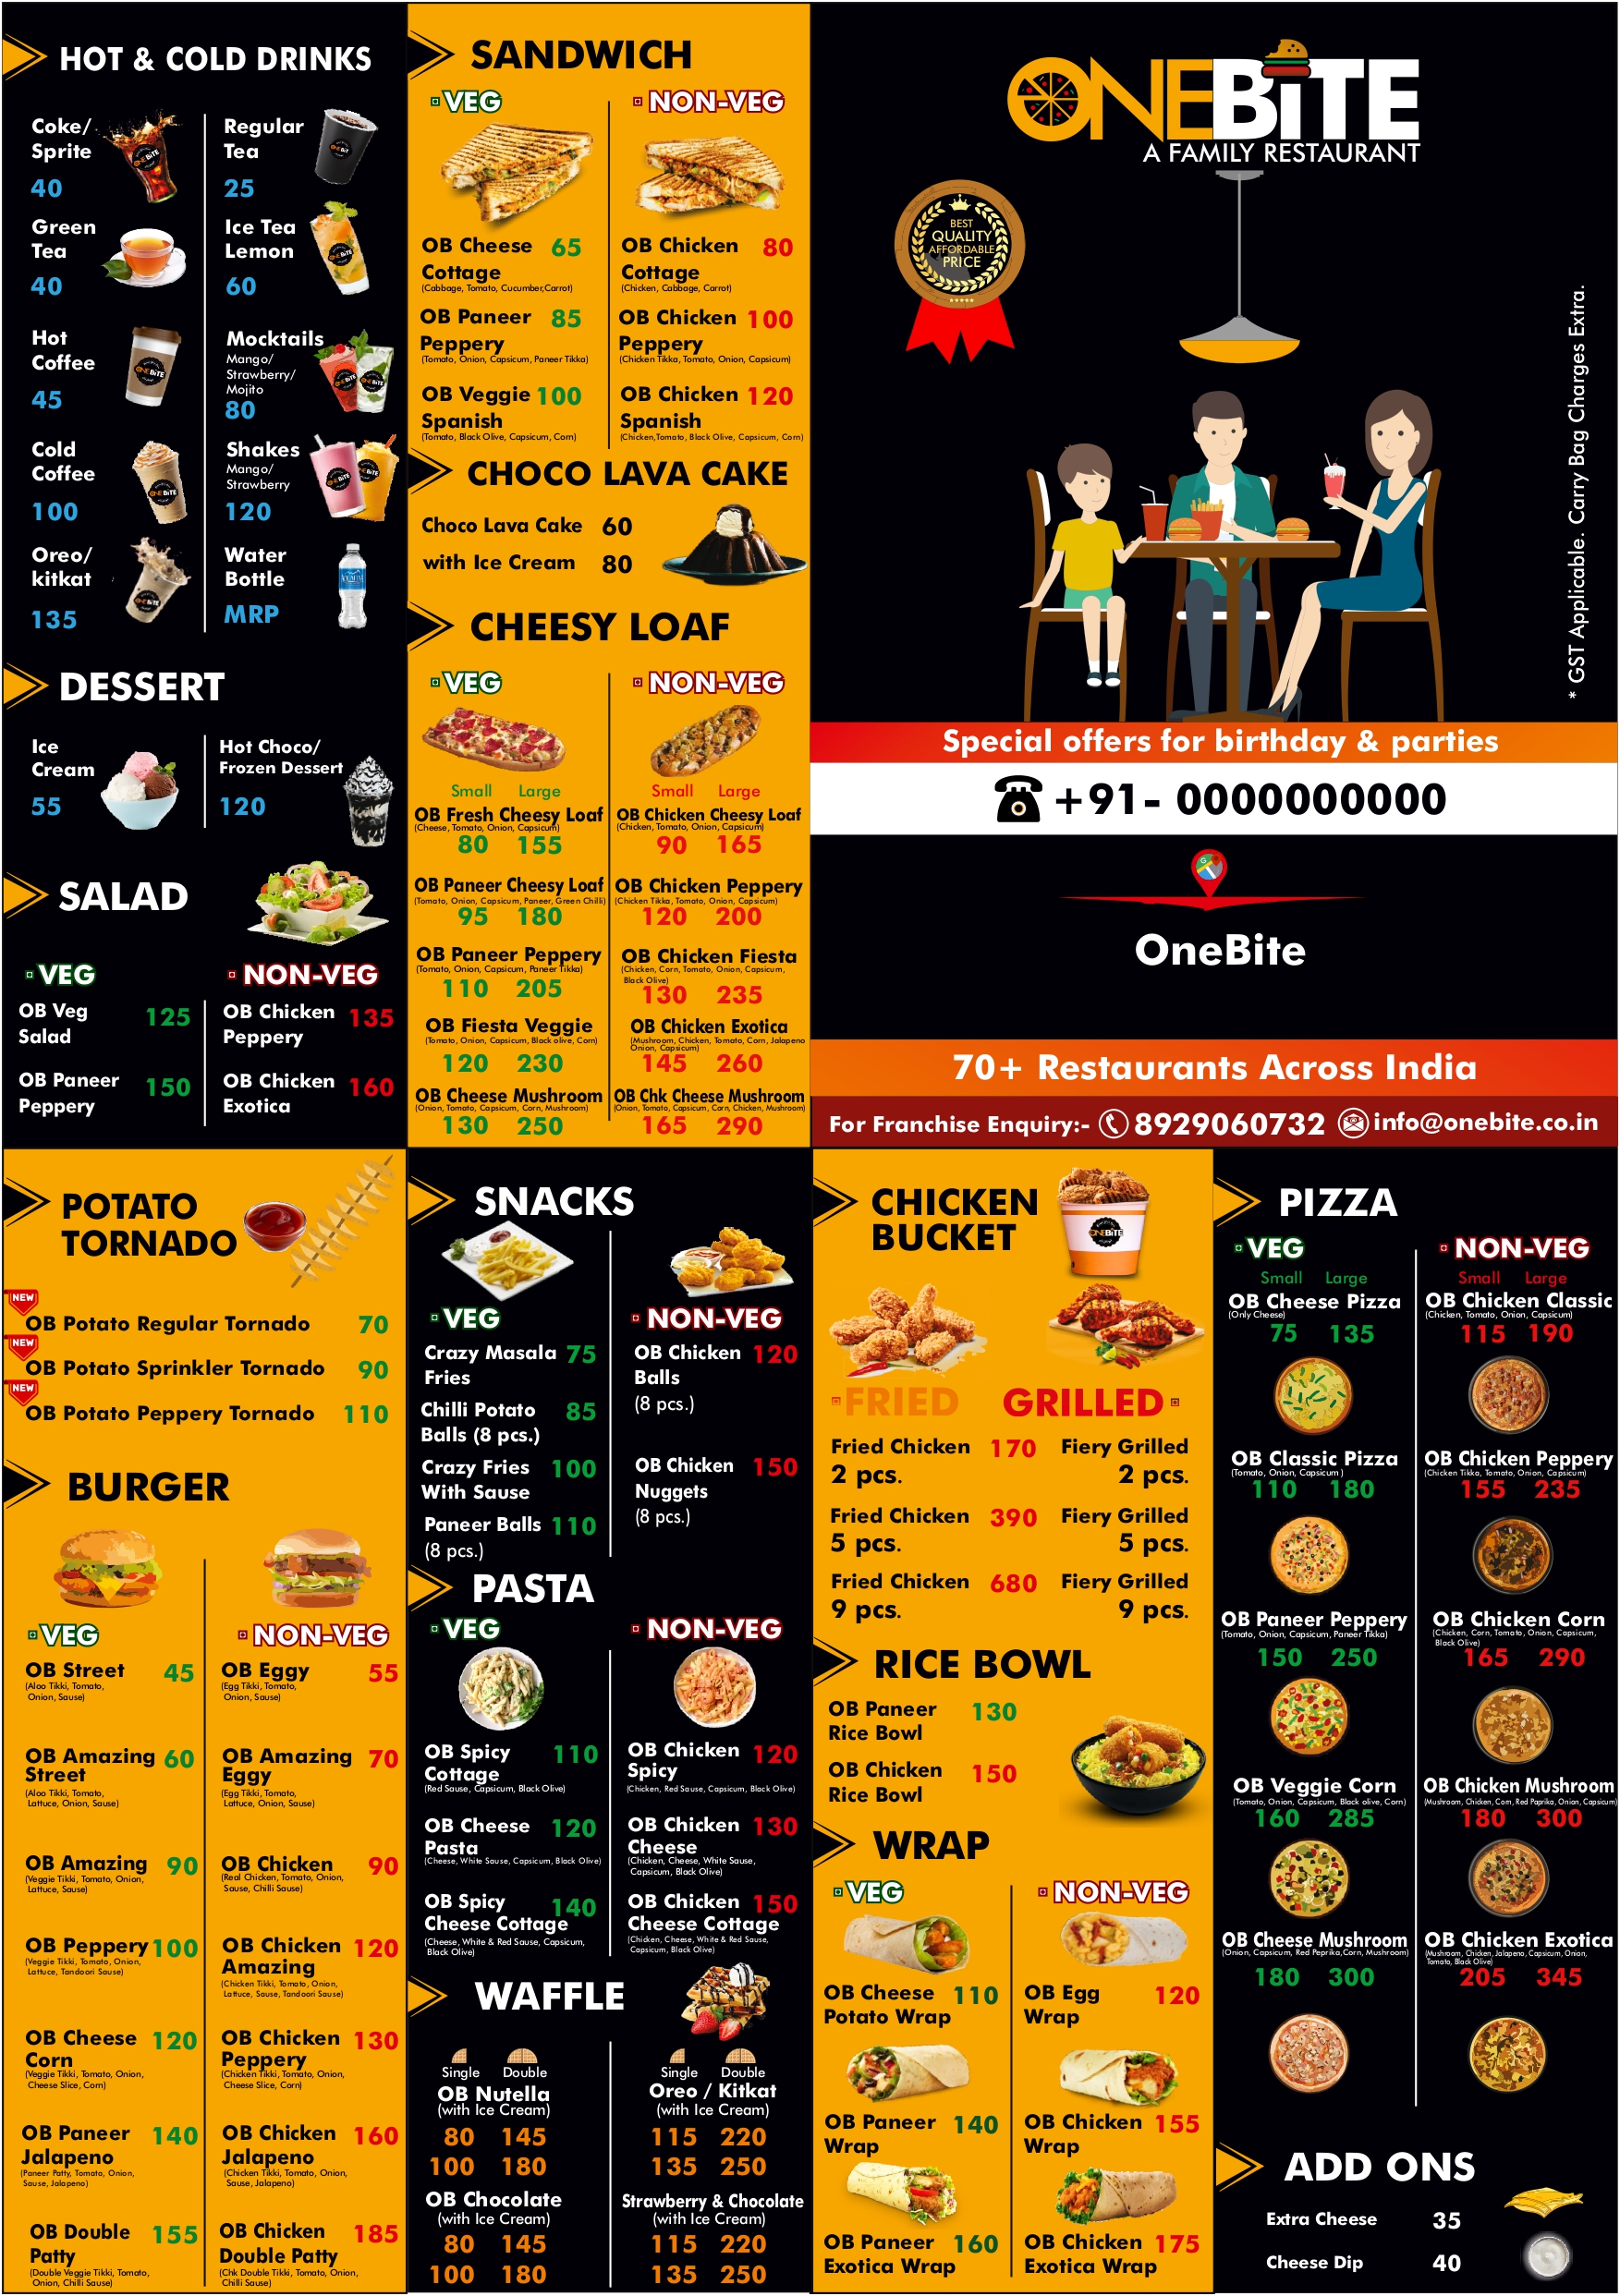 HOT & COLD DRINKS
Coke/
Sprite
40
Regular
Tea
25
Green
Tea
40
Ice Tea
Lemon
60
Hot
Coffee
45
Mocktails
Mango/
Strawberry/
Mojito
80
Cold
Coffee
100
Shakes
Mango/
Strawberry
120
Oreo/
kitkat
135
Water
Bottle
MRP
DESSERT
Ice
Cream
55
Hot Choco/
Frozen Dessert
120
SALAD
VEG
OB Veg 125
Salad
OB Paneer 150
Peppery
NON-VEG
OB Chicken 135
Peppery
OB Chicken 160
Exotica
SANDWICH
VEG
OB Cheese 65
Cottage
(Cabbage, Tomato, Cucumber,Carrot)
OB Paneer 85
Peppery
(Tomato, Onion, Capsicum, Paneer Tikka)
OB Veggie 100
Spanish
(Tomato, Black Olive, Capsicum, Corn)
NON-VEG
OB Chicken 80
Cottage
(Chicken, Cabbage, Carrot)
OB Chicken 100
Peppery
(Chicken Tikka, Tomato, Onion, Capsicum)
OB Chicken 120
Spanish
(Chicken,Tomato, Black Olive, Capsicum, Corn)
CHOCO LAVA CAKE
Choco Lava Cake 60
with Ice Cream 80
CHEESY LOAF
VEG
Small Large
OB Fresh Cheesy Loaf
(Cheese, Tomato, Onion, Capsicum)
80 155
OB Paneer Cheesy Loaf
(Tomato, Onion, Capsicum, Paneer, Green Chilli)
95 180
OB Paneer Peppery
(Tomato, Onion, Capsicum, Paneer Tikka)
110 205
OB Fiesta Veggie
(Tomato, Onion, Capsicum, Black olive, Corn)
120 230
OB Cheese Mushroom
(Onion, Tomato, Capsicum, Corn, Mushroom)
130 250
NON-VEG
Small Large
OB Chicken Cheesy Loaf
(Chicken, Tomato, Onion, Capsicum)
90 165
OB Chicken Peppery
(Chicken Tikka, Tomato, Onion, Capsicum)
120 200
OB Chicken Fiesta
(Chicken, Corn, Tomato, Onion, Capsicum,
Black Olive)
130 235
OB Chicken Exotica
(Mushroom, Chicken, Tomato, Corn, Jalapeno
Onion, Capsicum)
145 260
OB Chk Cheese Mushroom
(Onion, Tomato, Capsicum, Corn, Chicken, Mushroom)
165 290
ONEBiTE
A FAMILY RESTAURANT
BEST
QUALITY
AFFORDABLE
PRICE
* GST Applicable. Carry Bag Charges Extra.
Special offers for birthday & parties
+91- 0000000000
OneBite
70+ Restaurants Across India
For Franchise Enquiry:- 8929060732 info@onebite.co.in
POTATO
TORNADO
NEW
OB Potato Regular Tornado 70
NEW
OB Potato Sprinkler Tornado 90
NEW
OB Potato Peppery Tornado 110
BURGER
VEG
OB Street 45
(Aloo Tikki, Tomato,
Onion, Sause)
OB Amazing 60
Street
(Aloo Tikki, Tomato,
Lattuce, Onion, Sause)
OB Amazing 90
(Veggie Tikki, Tomato, Onion,
Lattuce, Sause)
OB Peppery 100
(Veggie Tikki, Tomato, Onion,
Lattuce, Tandoori Sause)
OB Cheese 120
Corn
(Veggie Tikki, Tomato, Onion,
Cheese Slice, Corn)
OB Paneer 140
Jalapeno
(Paneer Patty, Tomato, Onion,
Sause, Jalapeno)
OB Double 155
Patty
(Double Veggie Tikki, Tomato,
Onion, Chilli Sause)
NON-VEG
OB Eggy 55
(Egg Tikki, Tomato,
Onion, Sause)
OB Amazing 70
Eggy
(Egg Tikki, Tomato,
Lattuce, Onion, Sause)
OB Chicken 90
(Real Chicken, Tomato, Onion,
Sause, Chilli Sause)
OB Chicken 120
Amazing
(Chicken Tikki, Tomato, Onion,
Lattuce, Sause, Tandoori Sause)
OB Chicken 130
Peppery
(Chicken Tikki, Tomato, Onion,
Cheese Slice, Corn)
OB Chicken 160
Jalapeno
(Chicken Tikki, Tomato, Onion,
Sause, Jalapeno)
OB Chicken 185
Double Patty
(Chk Double Tikki, Tomato, Onion,
Chilli Sause)
SNACKS
VEG
Crazy Masala 75
Fries
Chilli Potato 85
Balls (8 pcs.)
Crazy Fries 100
With Sause
Paneer Balls 110
(8 pcs.)
NON-VEG
OB Chicken 120
Balls
(8 pcs.)
OB Chicken 150
Nuggets
(8 pcs.)
PASTA
VEG
OB Spicy 110
Cottage
(Red Sause, Capsicum, Black Olive)
OB Cheese 120
Pasta
(Cheese, White Sause, Capsicum, Black Olive)
OB Spicy 140
Cheese Cottage
(Cheese, White & Red Sause, Capsicum,
Black Olive)
NON-VEG
OB Chicken 120
Spicy
(Chicken, Red Sause, Capsicum, Black Olive)
OB Chicken 130
Cheese
(Chicken, Cheese, White Sause,
Capsicum, Black Olive)
OB Chicken 150
Cheese Cottage
(Chicken, Cheese, White & Red Sause,
Capsicum, Black Olive)
WAFFLE
Single Double
OB Nutella
(with Ice Cream)
80 145
100 180
OB Chocolate
(with Ice Cream)
80 145
100 180
Single Double
Oreo / Kitkat
(with Ice Cream)
115 220
135 250
Strawberry & Chocolate
(with Ice Cream)
115 220
135 250
CHICKEN
BUCKET
ONEBiTE
FRIED GRILLED
Fried Chicken 170 Fiery Grilled
2 pcs. 2 pcs.
Fried Chicken 390 Fiery Grilled
5 pcs. 5 pcs.
Fried Chicken 680 Fiery Grilled
9 pcs. 9 pcs.
RICE BOWL
OB Paneer 130
Rice Bowl
OB Chicken 150
Rice Bowl
WRAP
VEG
OB Cheese 110
Potato Wrap
OB Paneer 140
Wrap
OB Paneer 160
Exotica Wrap
NON-VEG
OB Egg 120
Wrap
OB Chicken 155
Wrap
OB Chicken 175
Exotica Wrap
PIZZA
VEG
Small Large
OB Cheese Pizza
(Only Cheese)
75 135
OB Classic Pizza
(Tomato, Onion, Capsicum )
110 180
OB Paneer Peppery
(Tomato, Onion, Capsicum, Paneer Tikka)
150 250
OB Veggie Corn
(Tomato, Onion, Capsicum, Black olive, Corn)
160 285
OB Cheese Mushroom
(Onion, Capsicum, Red Peprika,Corn, Mushroom)
180 300
NON-VEG
Small Large
OB Chicken Classic
(Chicken, Tomato, Onion, Capsicum)
115 190
OB Chicken Peppery
(Chicken Tikka, Tomato, Onion, Capsicum)
155 235
OB Chicken Corn
(Chicken, Corn, Tomato, Onion, Capsicum,
Black Olive)
165 290
OB Chicken Mushroom
(Mushroom, Chicken, Corn, Red Paprika, Onion, Capsicum)
180 300
OB Chicken Exotica
(Mushroom, Chicken, Jalapeno, Capsicum, Onion,
Tomato, Black Olive)
205 345
ADD ONS
Extra Cheese 35
Cheese Dip 40